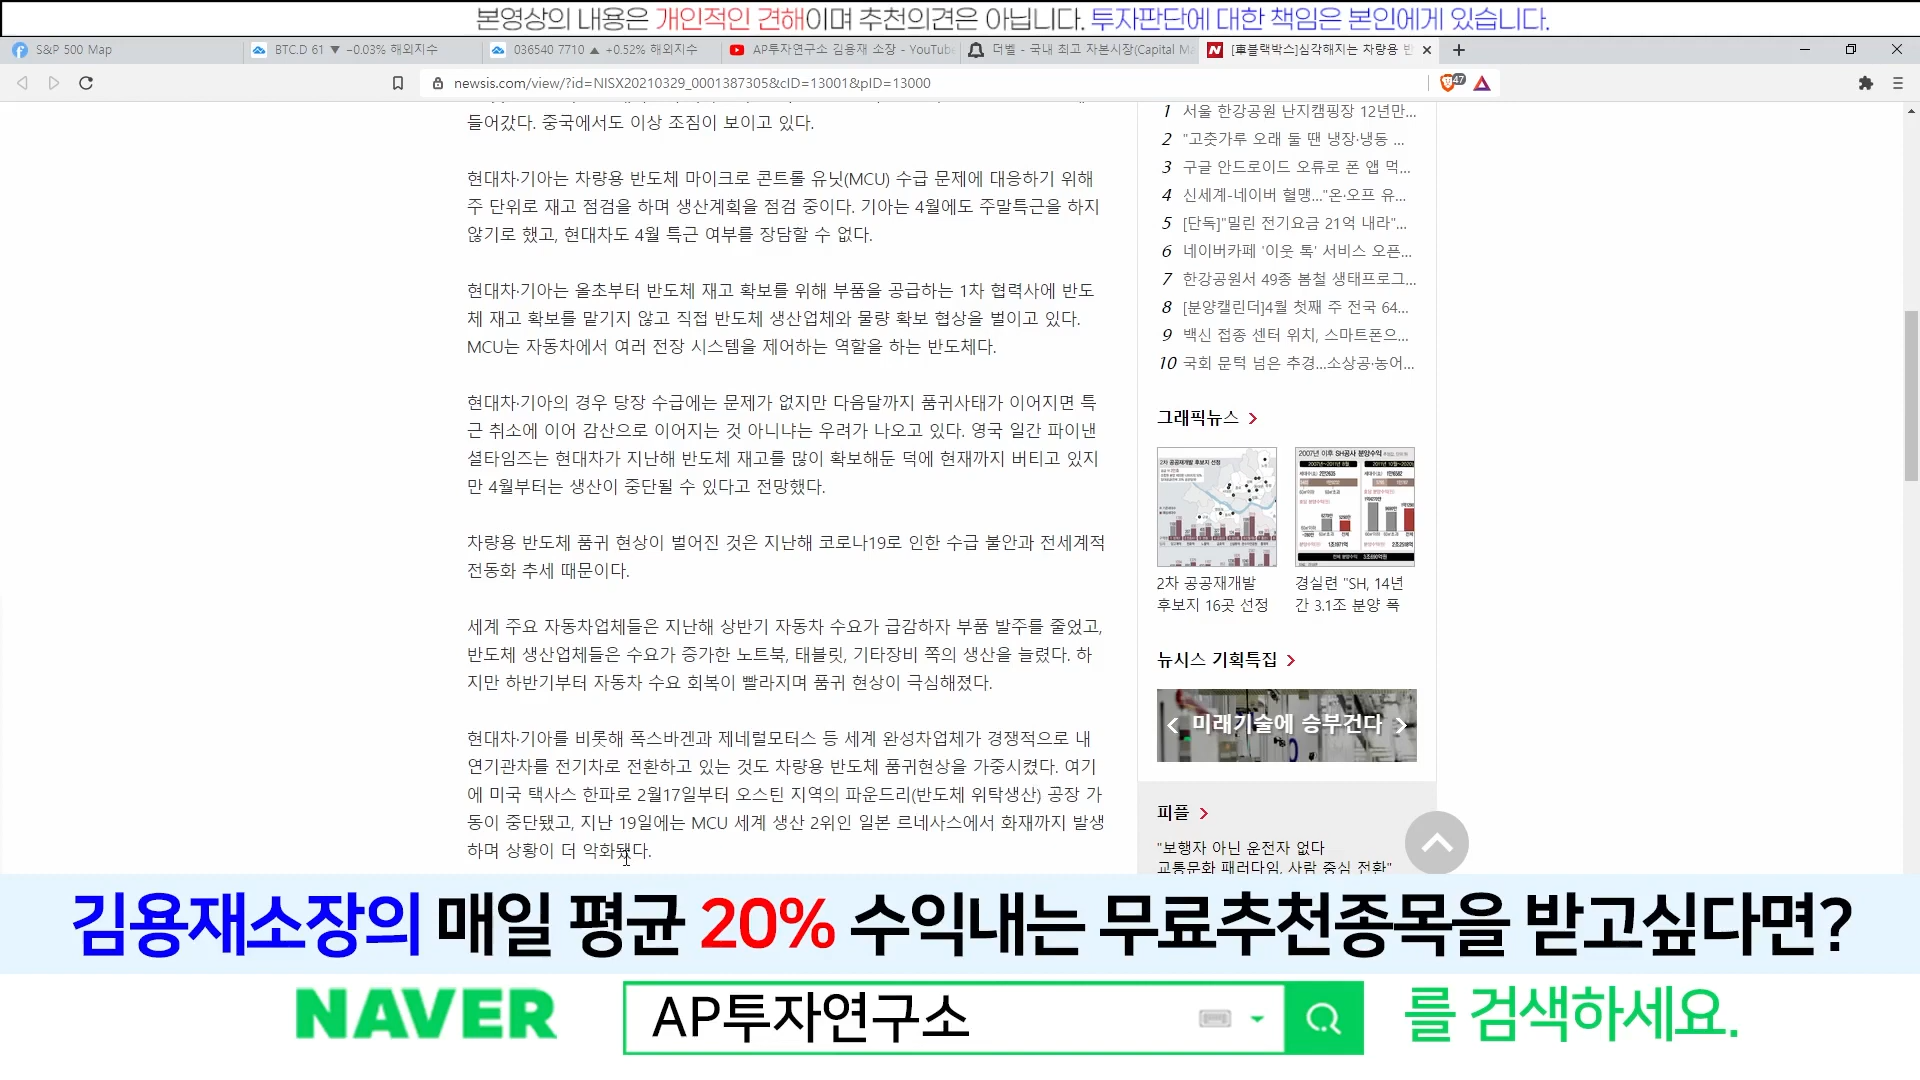 본영상의 내용은 개인적인 견해이며 추천의견은 아닙니다. 투자판단에 대한 책임은 본인에게 있습니다.
S&P 500 Map
BTC.D 61 ▼ −0.03% 해외지수
036540 7710 ▲ +0.52% 해외지수
AP투자연구소 김용재 소장 - YouTub
더벨 - 국내 최고 자본시장(Capital Ma
[車블랙박스]심각해지는 차량용 반
newsis.com/view/?id=NISX20210329_0001387305&cID=13001&pID=13000
47
들어갔다. 중국에서도 이상 조짐이 보이고 있다.
현대차·기아는 차량용 반도체 마이크로 콘트롤 유닛(MCU) 수급 문제에 대응하기 위해
주 단위로 재고 점검을 하며 생산계획을 점검 중이다. 기아는 4월에도 주말특근을 하지
않기로 했고, 현대차도 4월 특근 여부를 장담할 수 없다.
현대차·기아는 올초부터 반도체 재고 확보를 위해 부품을 공급하는 1차 협력사에 반도
체 재고 확보를 맡기지 않고 직접 반도체 생산업체와 물량 확보 협상을 벌이고 있다.
MCU는 자동차에서 여러 전장 시스템을 제어하는 역할을 하는 반도체다.
현대차·기아의 경우 당장 수급에는 문제가 없지만 다음달까지 품귀사태가 이어지면 특
근 취소에 이어 감산으로 이어지는 것 아니냐는 우려가 나오고 있다. 영국 일간 파이낸
셜타임즈는 현대차가 지난해 반도체 재고를 많이 확보해둔 덕에 현재까지 버티고 있지
만 4월부터는 생산이 중단될 수 있다고 전망했다.
차량용 반도체 품귀 현상이 벌어진 것은 지난해 코로나19로 인한 수급 불안과 전세계적
전동화 추세 때문이다.
세계 주요 자동차업체들은 지난해 상반기 자동차 수요가 급감하자 부품 발주를 줄었고,
반도체 생산업체들은 수요가 증가한 노트북, 태블릿, 기타장비 쪽의 생산을 늘렸다. 하
지만 하반기부터 자동차 수요 회복이 빨라지며 품귀 현상이 극심해졌다.
현대차·기아를 비롯해 폭스바겐과 제네럴모터스 등 세계 완성차업체가 경쟁적으로 내
연기관차를 전기차로 전환하고 있는 것도 차량용 반도체 품귀현상을 가중시켰다. 여기
에 미국 택사스 한파로 2월17일부터 오스틴 지역의 파운드리(반도체 위탁생산) 공장 가
동이 중단됐고, 지난 19일에는 MCU 세계 생산 2위인 일본 르네사스에서 화재까지 발생
하며 상황이 더 악화됐다.
1 서울 한강공원 난지캠핑장 12년만...
2 "고춧가루 오래 둘 땐 냉장·냉동 ...
3 구글 안드로이드 오류로 폰 앱 먹...
4 신세계-네이버 혈맹..."온·오프 유...
5 [단독]"밀린 전기요금 21억 내라"...
6 네이버카페 '이웃 톡' 서비스 오픈...
7 한강공원서 49종 봄철 생태프로그...
8 [분양캘린더]4월 첫째 주 전국 64...
9 백신 접종 센터 위치, 스마트폰으...
10 국회 문턱 넘은 추경...소상공·농어...
그래픽뉴스
2차 공공재개발 후보지 선정
2007년 이후 SH공사 분양수익
2차 공공재개발
후보지 16곳 선정
경실련 "SH, 14년
간 3.1조 분양 폭
뉴시스 기획특집
미래기술에 승부건다
피플
"보행자 아닌 운전자 없다
교통문화 패러다임, 사람 중심 전환"
김용재소장의 매일 평균 20% 수익내는 무료추천종목을 받고싶다면?
NAVER
AP투자연구소
를 검색하세요.